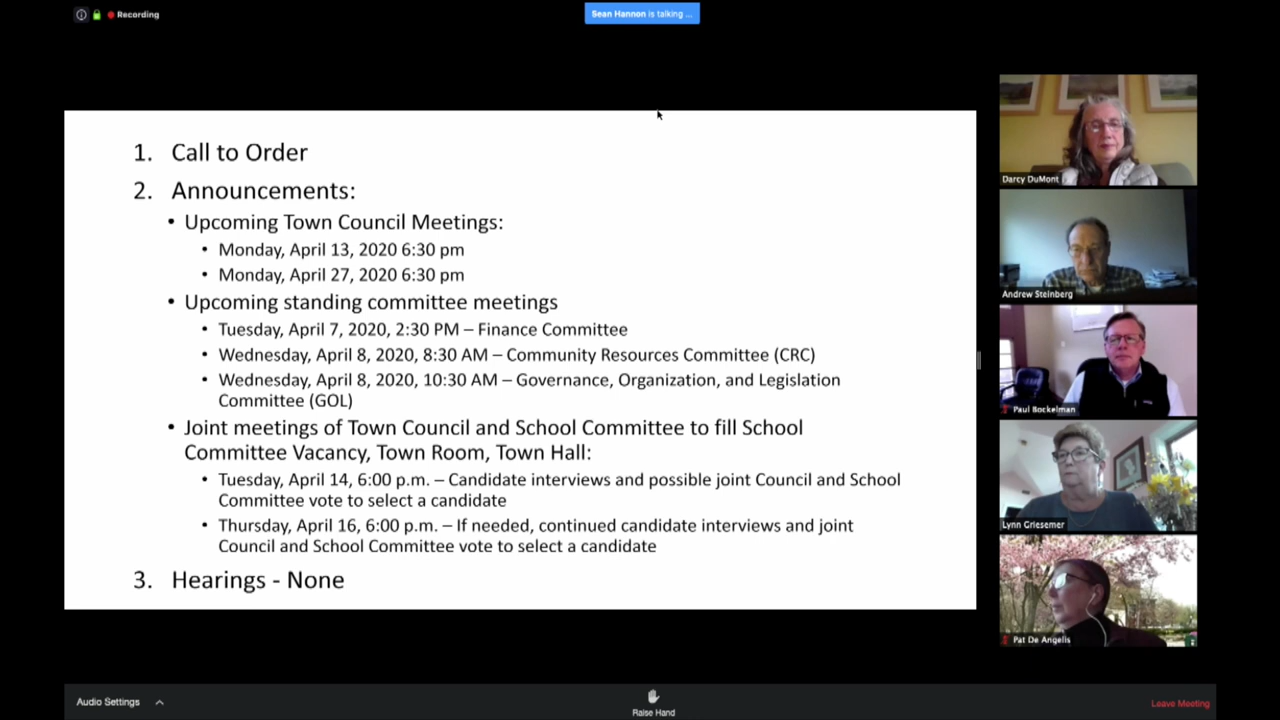 Recording
Sean Hannon is talking ...
1. Call to Order
2. Announcements:
• Upcoming Town Council Meetings:
• Monday, April 13, 2020 6:30 pm
• Monday, April 27, 2020 6:30 pm
• Upcoming standing committee meetings
• Tuesday, April 7, 2020, 2:30 PM – Finance Committee
• Wednesday, April 8, 2020, 8:30 AM – Community Resources Committee (CRC)
• Wednesday, April 8, 2020, 10:30 AM – Governance, Organization, and Legislation
Committee (GOL)
• Joint meetings of Town Council and School Committee to fill School
Committee Vacancy, Town Room, Town Hall:
• Tuesday, April 14, 6:00 p.m. – Candidate interviews and possible joint Council and School
Committee vote to select a candidate
• Thursday, April 16, 6:00 p.m. – If needed, continued candidate interviews and joint
Council and School Committee vote to select a candidate
3. Hearings - None
Darcy DuMont
Andrew Steinberg
Paul Bockelman
Lynn Griesemer
Pat De Angelis
Audio Settings
Raise Hand
Leave Meeting